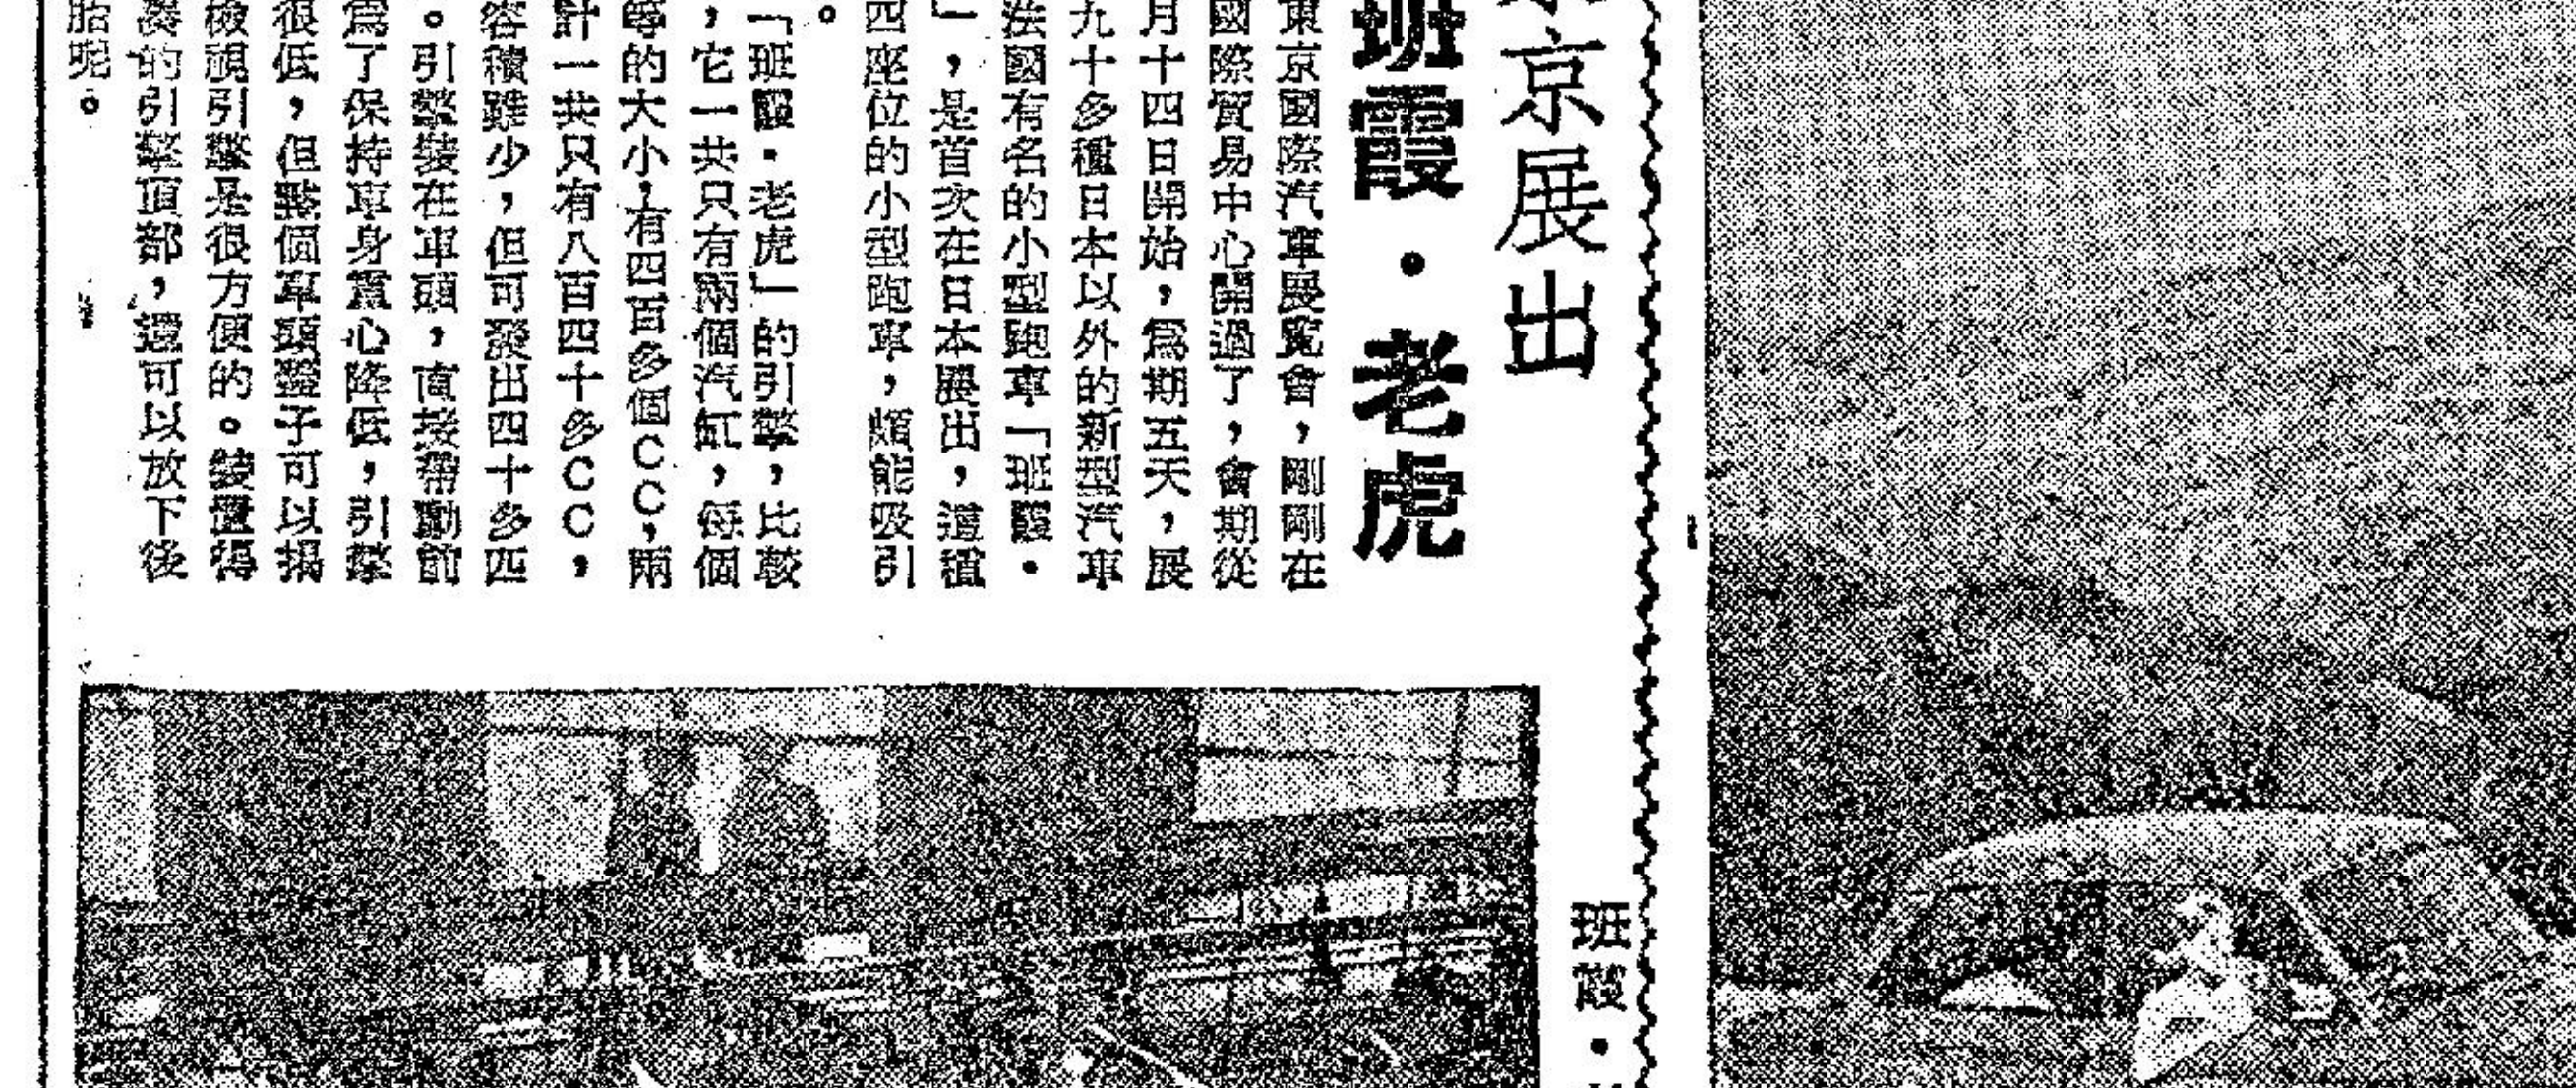 京展出
班霞·老虎
東京國際汽車展覽會，剛剛在
國際貿易中心開過了，會期從
月十四日開始，爲期五天，展
九十多種日本以外的新型汽車
法國有名的小型跑車「班霞·
」，是首次在日本展出，這種
四座位的小型跑車，頗能吸引
。
「班霞·老虎」的引擎，比較
，它一共只有兩個汽缸，每個
等的大小，有四百多個CC，兩
計一共只有八百四十多CC，
容積雖少，但可發出四十多匹
。引擎裝在車頭，直接帶動前
爲了保持車身重心降低，引擎
很低，但整個車頭蓋子可以揭
檢視引擎是很方便的。裝置得
的引擎頂部，還可以放下後
胎呢。
班霞·